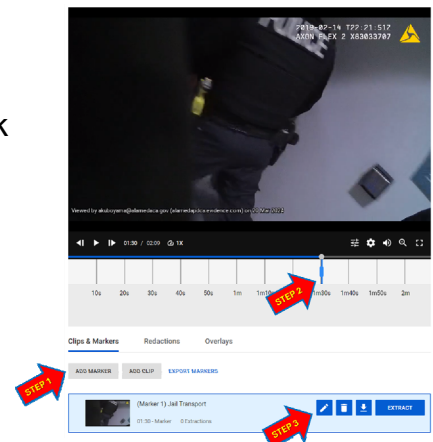 2019-02-14 T22:21:51Z
AXON FLEX 2 X83033707
K
01:30 / 02:09 1X
STEP 2
10s 20s 30s 40s 50s 1m 1m30s 1m40s 1m50s 2m
Clips & Markers Redactions Overlays
ADD MARKER ADD CLIP EXPORT MARKERS
STEP 1
(Marker 1) Jail Transport
01:30 - Marker 0 Extractions
EXTRACT
STEP 3